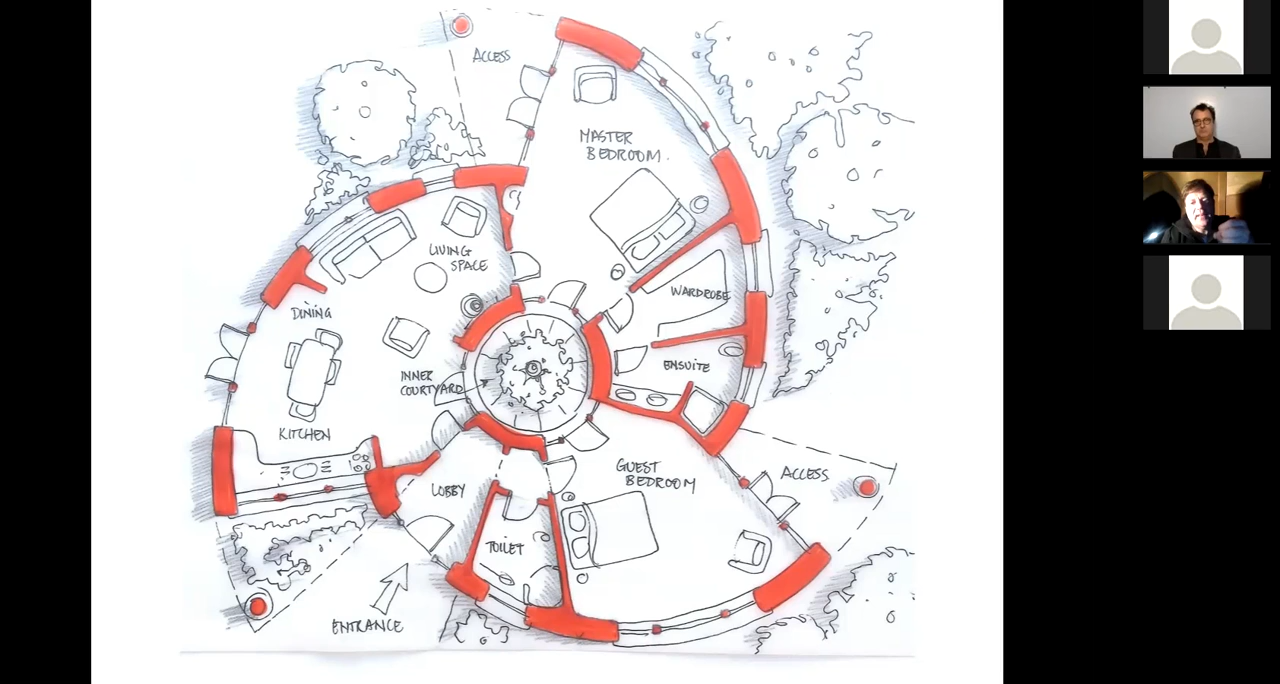 ACCESS
MASTER
BEDROOM.
LIVING
SPACE
WARDROBE
DINING
ENSUITE
INNER
COURTYARD
KITCHEN
GUEST
BEDROOM
ACCESS
LOBBY
TOILET
ENTRANCE